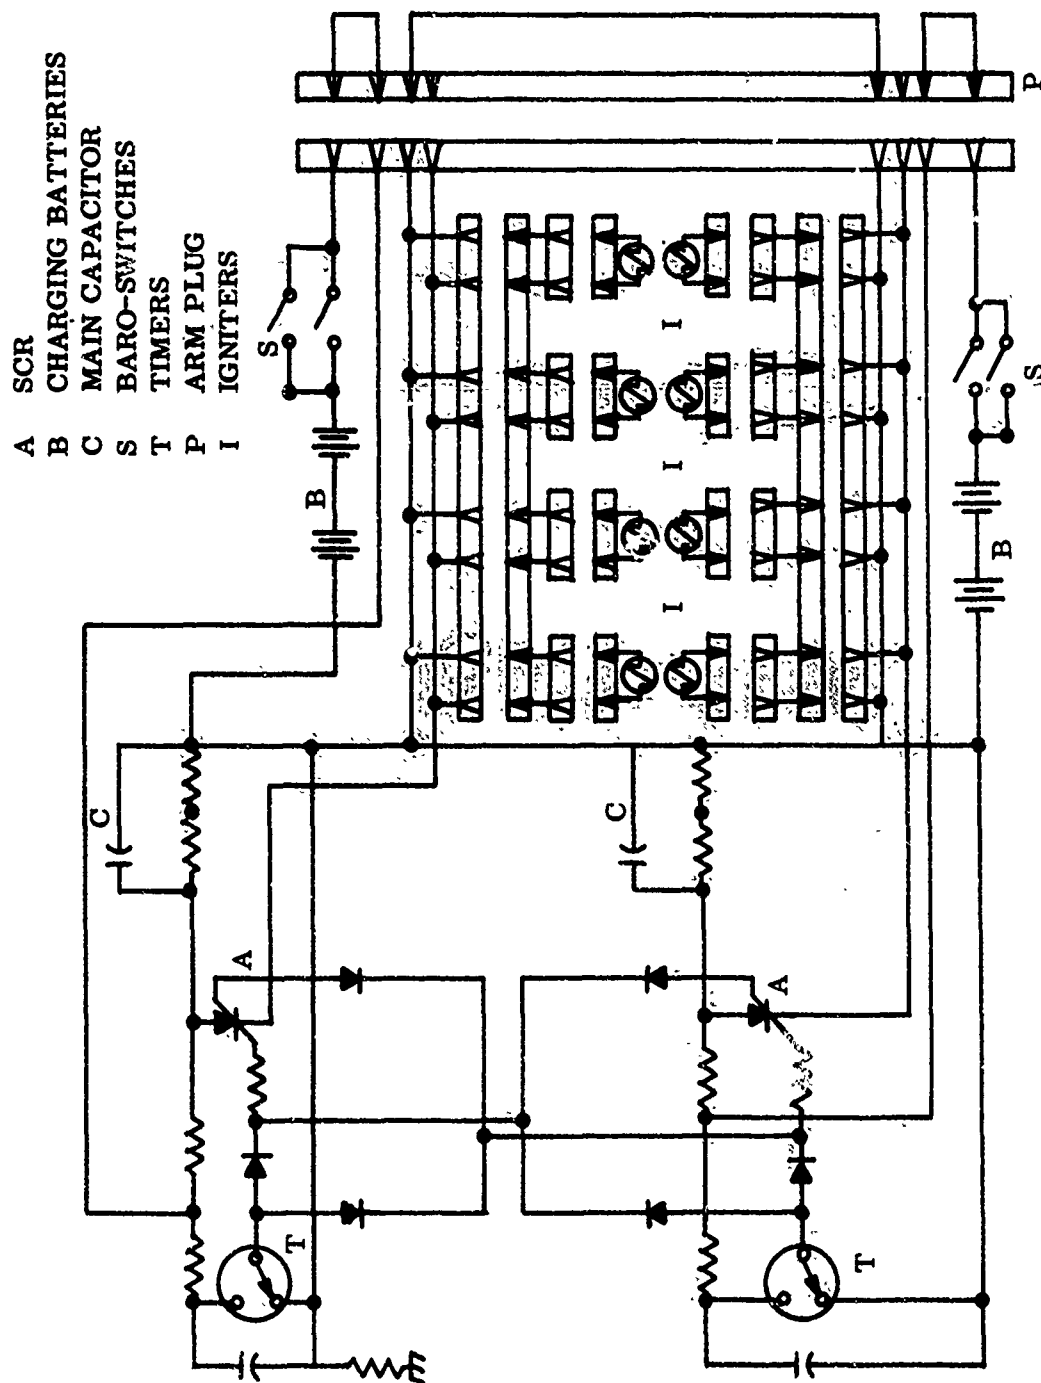 A SCR
B CHARGING BATTERIES
C MAIN CAPACITOR
S BARO-SWITCHES
T TIMERS
P ARM PLUG
I IGNITERS
P
S
B
I
I
I
C
A
T
S
B
C
A
T